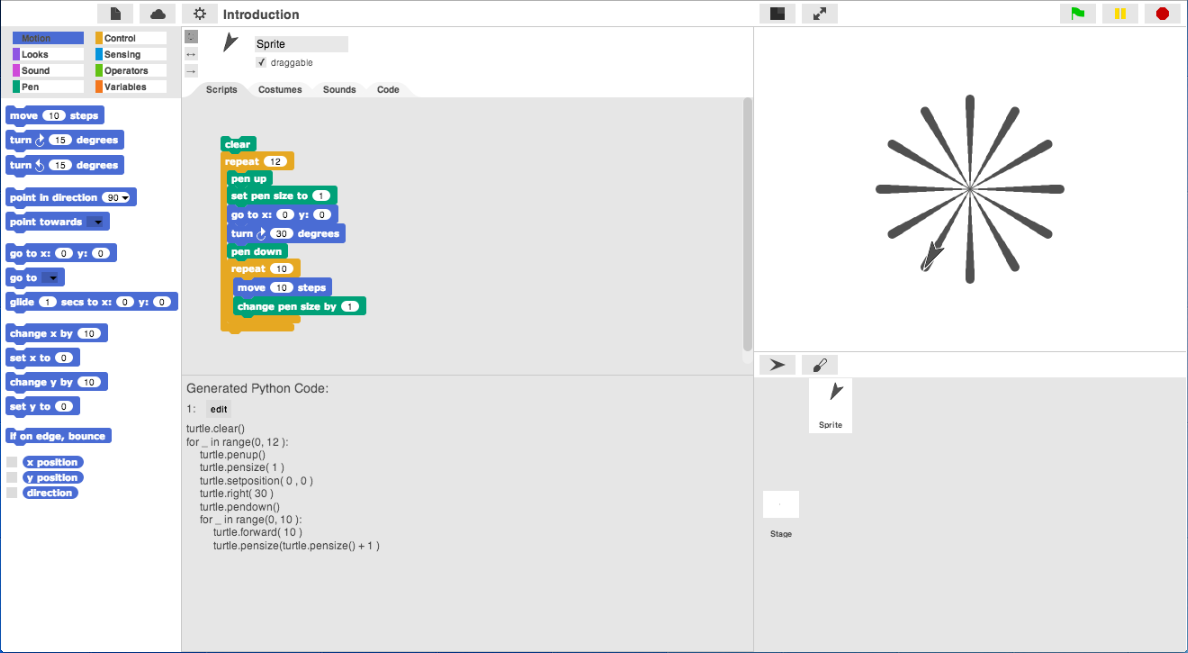 Introduction
Motion Control
Looks Sensing
Sound Operators
Pen Variables
move 10 steps
turn 15 degrees
turn 15 degrees
point in direction 90
point towards
go to x: 0 y: 0
go to
glide 1 secs to x: 0 y: 0
change x by 10
set x to 0
change y by 10
set y to 0
if on edge, bounce
x position
y position
direction
Sprite
draggable
Scripts Costumes Sounds Code
clear
repeat 12
pen up
set pen size to 1
go to x: 0 y: 0
turn 30 degrees
pen down
repeat 10
move 10 steps
change pen size by 1
Generated Python Code:
1: edit
turtle.clear()
for _ in range(0, 12 ):
turtle.penup()
turtle.pensize( 1 )
turtle.setposition( 0 , 0 )
turtle.right( 30 )
turtle.pendown()
for _ in range(0, 10 ):
turtle.forward( 10 )
turtle.pensize(turtle.pensize() + 1 )
Sprite
Stage